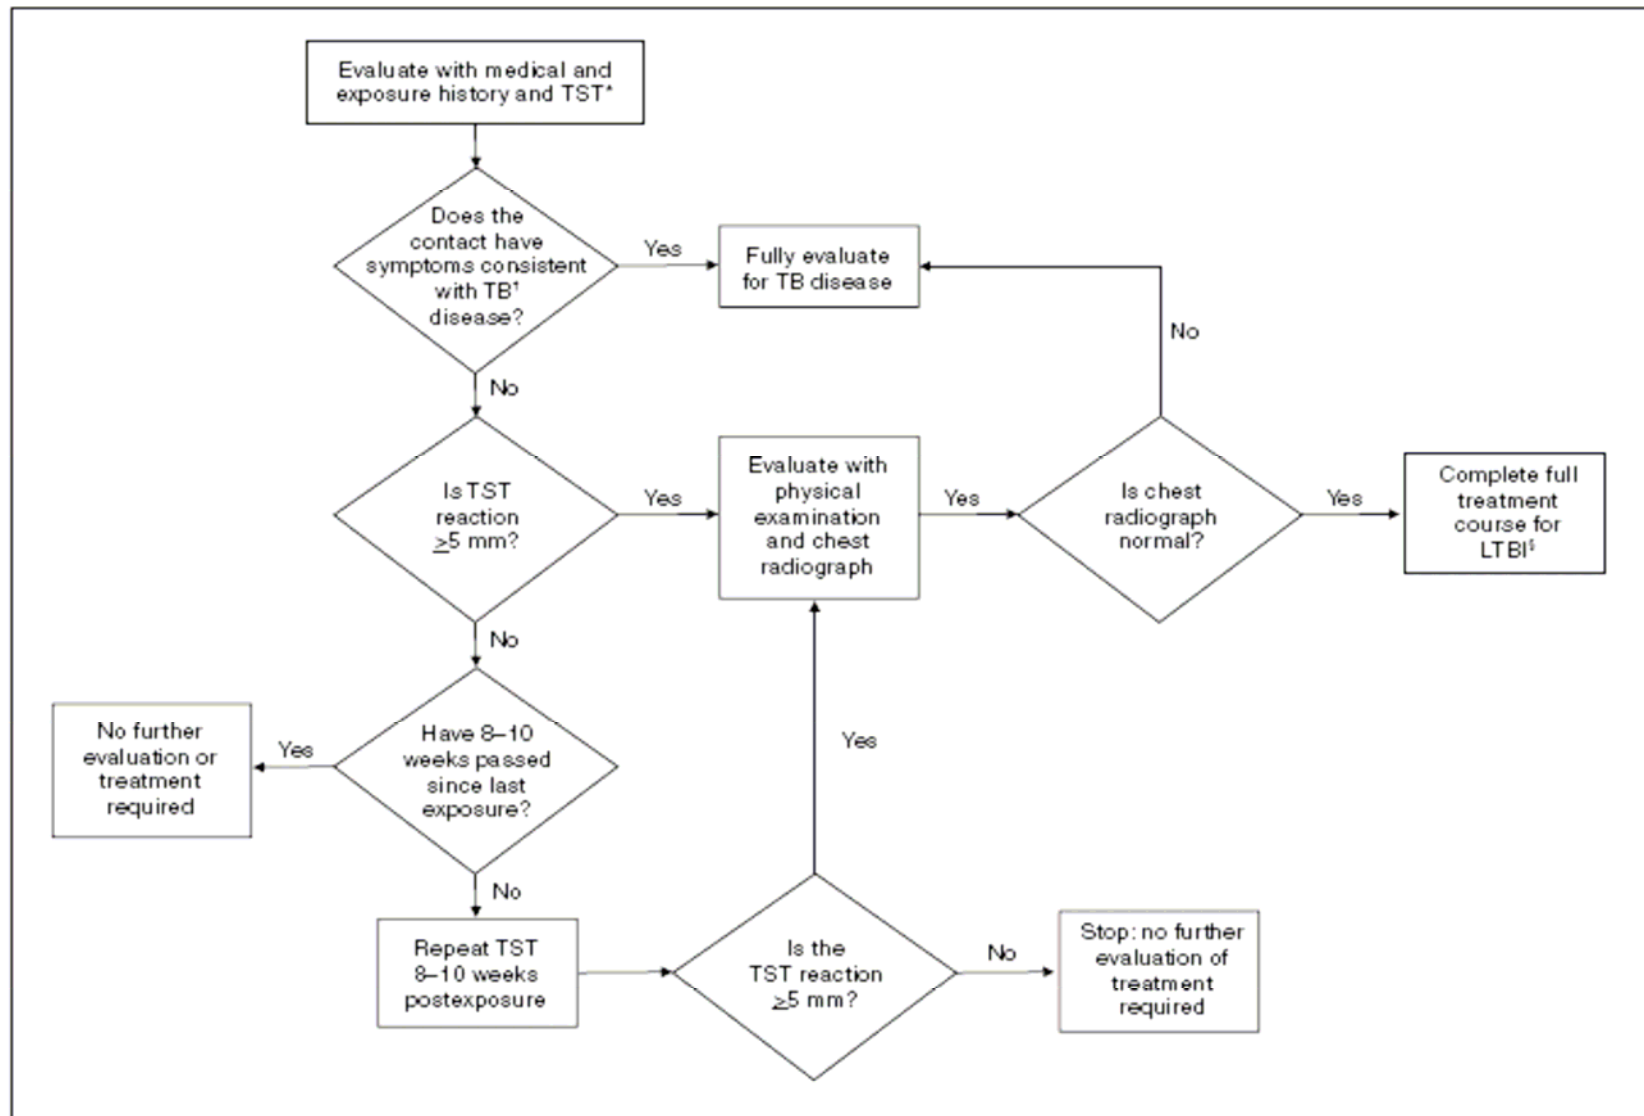 Evaluate with medical and
exposure history and TST*
Does the
contact have
symptoms consistent
with TB†
disease?
Yes
Fully evaluate
for TB disease
No
No
Is TST
reaction
≥5 mm?
Yes
Evaluate with
physical
examination
and chest
radiograph
Yes
Is chest
radiograph
normal?
Yes
Complete full
treatment
course for
LTBI§
No
No further
evaluation or
treatment
required
Yes
Have 8–10
weeks passed
since last
exposure?
Yes
No
Repeat TST
8–10 weeks
postexposure
Is the
TST reaction
≥5 mm?
No
Stop: no further
evaluation of
treatment
required